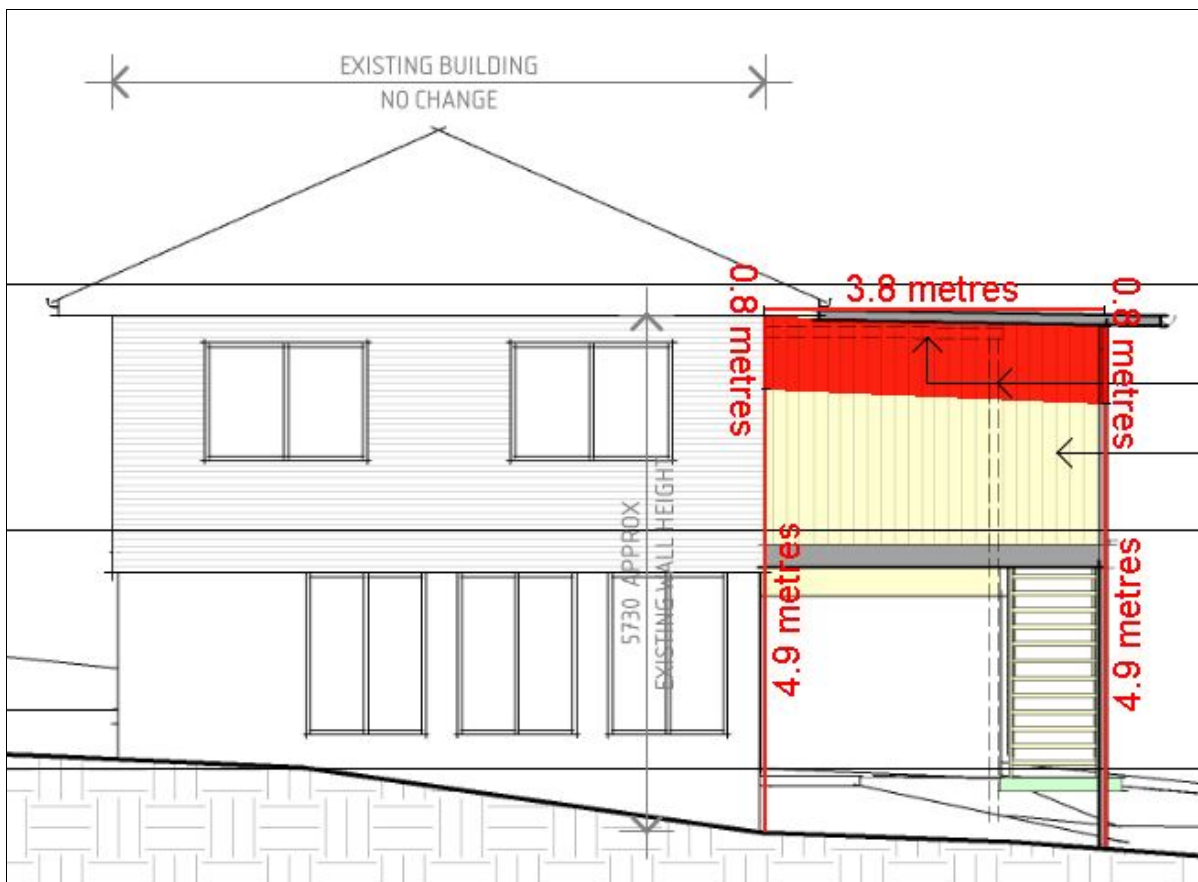 EXISTING BUILDING
NO CHANGE
0.8 metres
3.8 metres
0.8 metres
5730 APPROX
EXISTING WALL HEIGHT
4.9 metres
4.9 metres